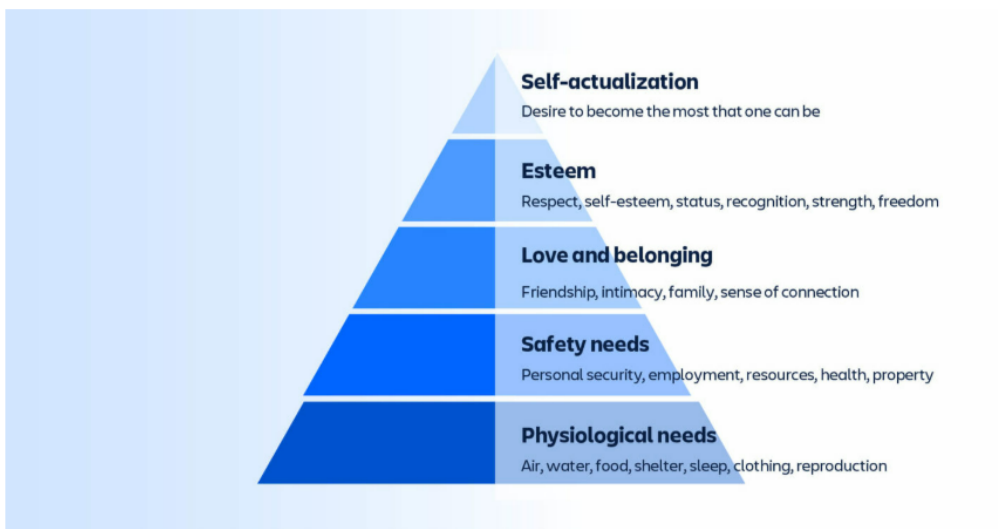 Self-actualization
Desire to become the most that one can be
Esteem
Respect, self-esteem, status, recognition, strength, freedom
Love and belonging
Friendship, intimacy, family, sense of connection
Safety needs
Personal security, employment, resources, health, property
Physiological needs
Air, water, food, shelter, sleep, clothing, reproduction